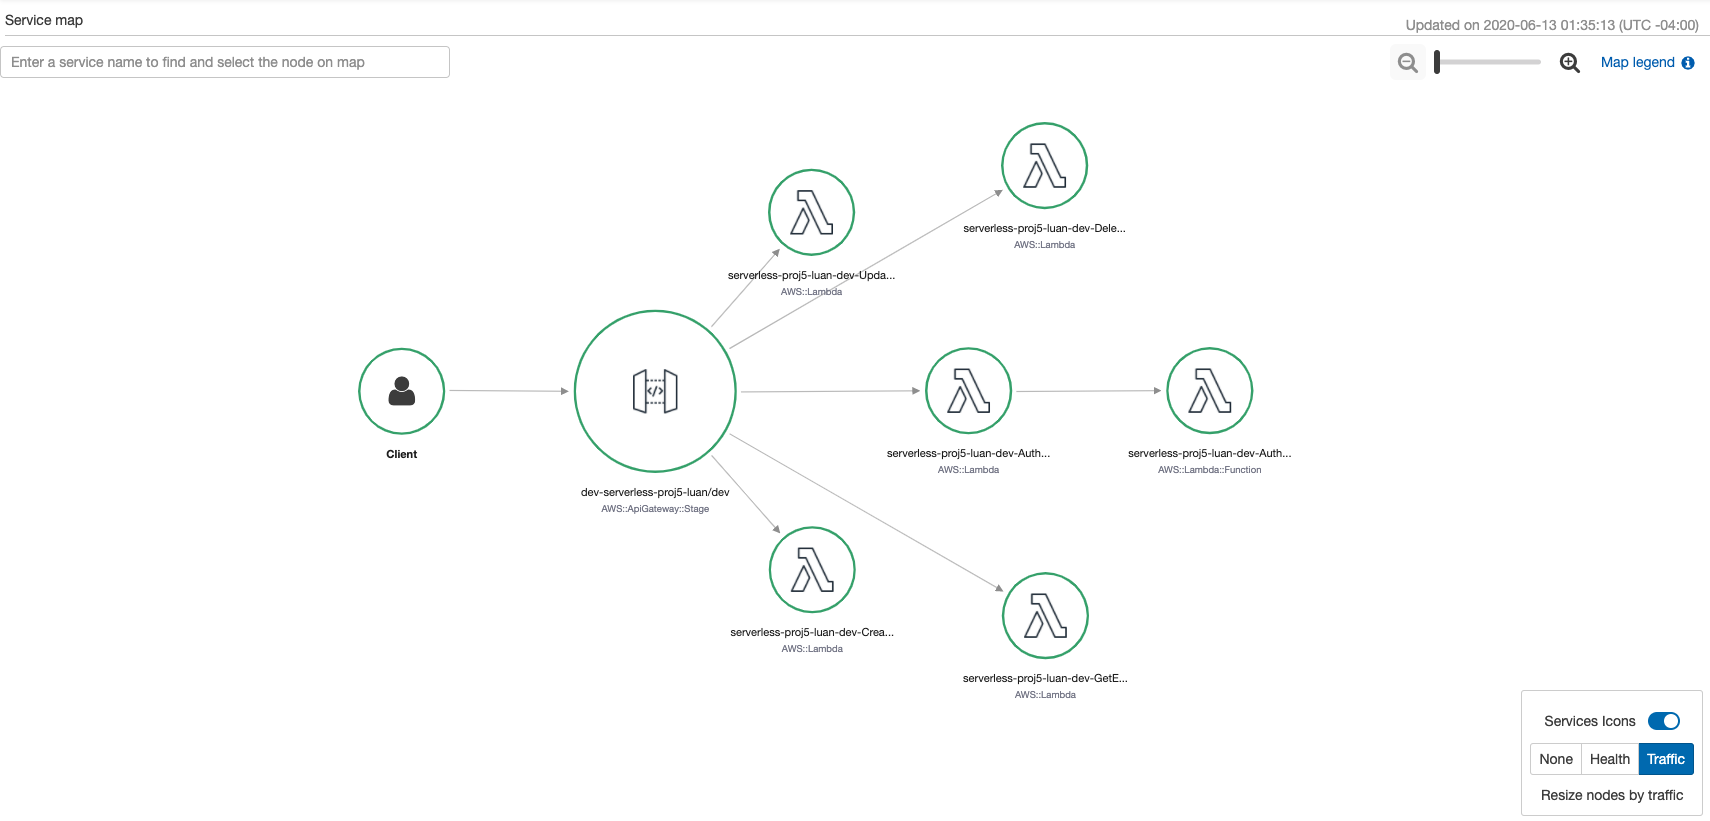 Service map
Updated on 2020-06-13 01:35:13 (UTC -04:00)
Enter a service name to find and select the node on map
Map legend
serverless-proj5-luan-dev-Dele...
AWS::Lambda
serverless-proj5-luan-dev-Upda...
AWS::Lambda
Client
</>
dev-serverless-proj5-luan/dev
AWS::ApiGateway::Stage
serverless-proj5-luan-dev-Auth...
AWS::Lambda
serverless-proj5-luan-dev-Auth...
AWS::Lambda::Function
serverless-proj5-luan-dev-Crea...
AWS::Lambda
serverless-proj5-luan-dev-GetE...
AWS::Lambda
Services Icons
None Health Traffic
Resize nodes by traffic